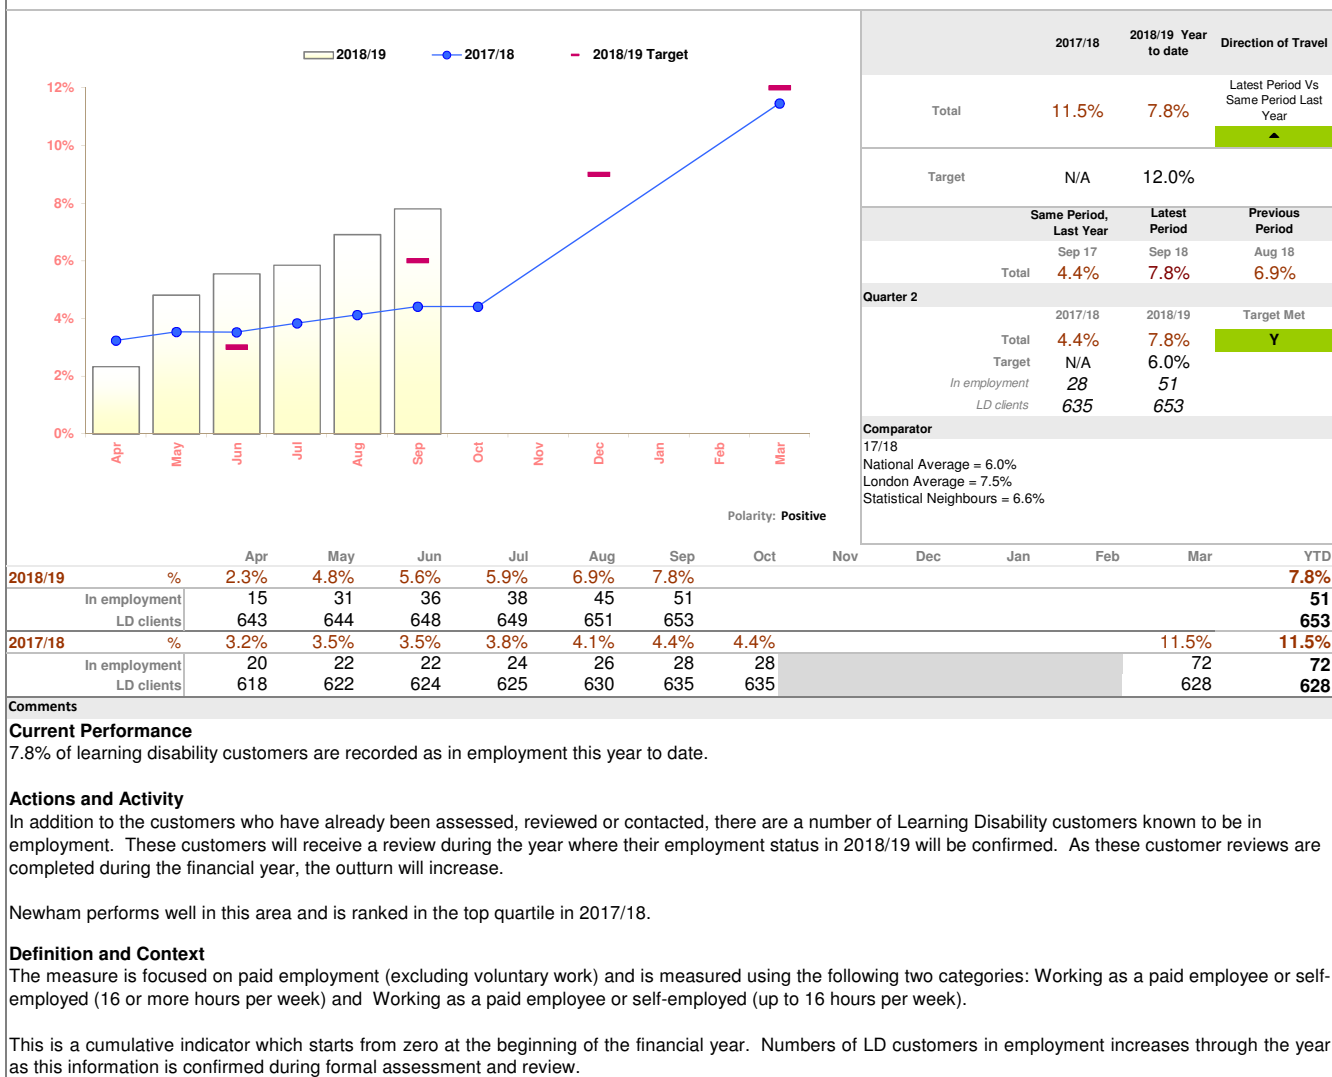 2018/19 2017/18 2018/19 Target
12%
10%
8%
6%
4%
2%
0%
Apr May Jun Jul Aug Sep Oct Nov Dec Jan Feb Mar
Polarity: Positive
2017/18 2018/19 Year to date Direction of Travel
Latest Period Vs Same Period Last Year
Total 11.5% 7.8%
Target N/A 12.0%
Same Period, Last Year Latest Period Previous Period
Sep 17 Sep 18 Aug 18
Total 4.4% 7.8% 6.9%
Quarter 2
2017/18 2018/19 Target Met
Total 4.4% 7.8% Y
Target N/A 6.0%
In employment 28 51
LD clients 635 653
Comparator
17/18
National Average = 6.0%
London Average = 7.5%
Statistical Neighbours = 6.6%
Apr May Jun Jul Aug Sep Oct Nov Dec Jan Feb Mar YTD
2018/19 % 2.3% 4.8% 5.6% 5.9% 6.9% 7.8% 7.8%
In employment 15 31 36 38 45 51 51
LD clients 643 644 648 649 651 653 653
2017/18 % 3.2% 3.5% 3.5% 3.8% 4.1% 4.4% 4.4% 11.5% 11.5%
In employment 20 22 22 24 26 28 28 72 72
LD clients 618 622 624 625 630 635 635 628 628
Comments
Current Performance
7.8% of learning disability customers are recorded as in employment this year to date.
Actions and Activity
In addition to the customers who have already been assessed, reviewed or contacted, there are a number of Learning Disability customers known to be in
employment. These customers will receive a review during the year where their employment status in 2018/19 will be confirmed. As these customer reviews are
completed during the financial year, the outturn will increase.
Newham performs well in this area and is ranked in the top quartile in 2017/18.
Definition and Context
The measure is focused on paid employment (excluding voluntary work) and is measured using the following two categories: Working as a paid employee or self-
employed (16 or more hours per week) and Working as a paid employee or self-employed (up to 16 hours per week).
This is a cumulative indicator which starts from zero at the beginning of the financial year. Numbers of LD customers in employment increases through the year
as this information is confirmed during formal assessment and review.